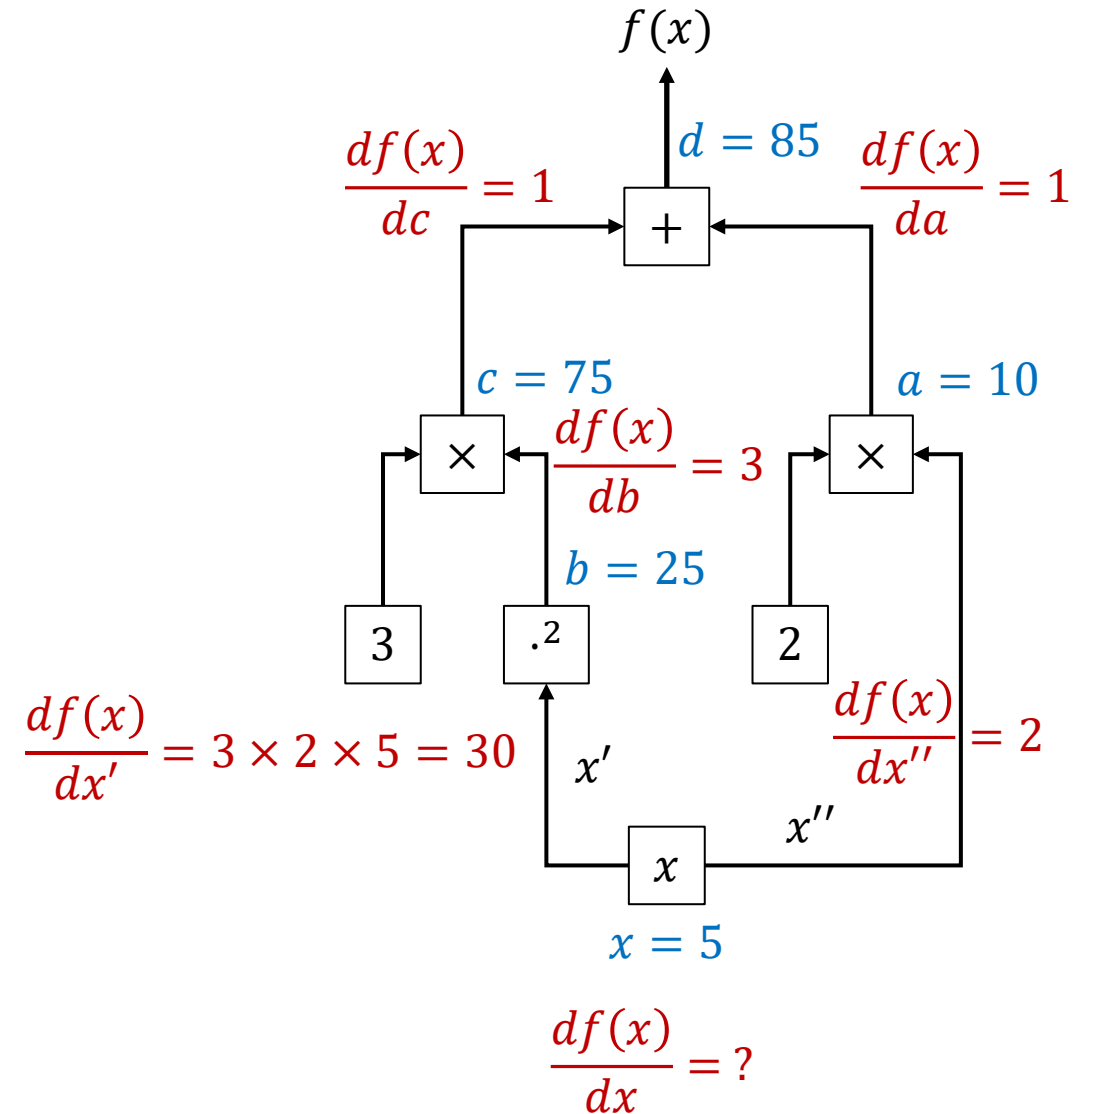 f(x)
d = 85
df(x)/dc = 1
df(x)/da = 1
+
c = 75
a = 10
×
df(x)/db = 3
×
b = 25
3
·²
2
df(x)/dx′ = 3 × 2 × 5 = 30
x′
df(x)/dx′′ = 2
x′′
x
x = 5
df(x)/dx = ?